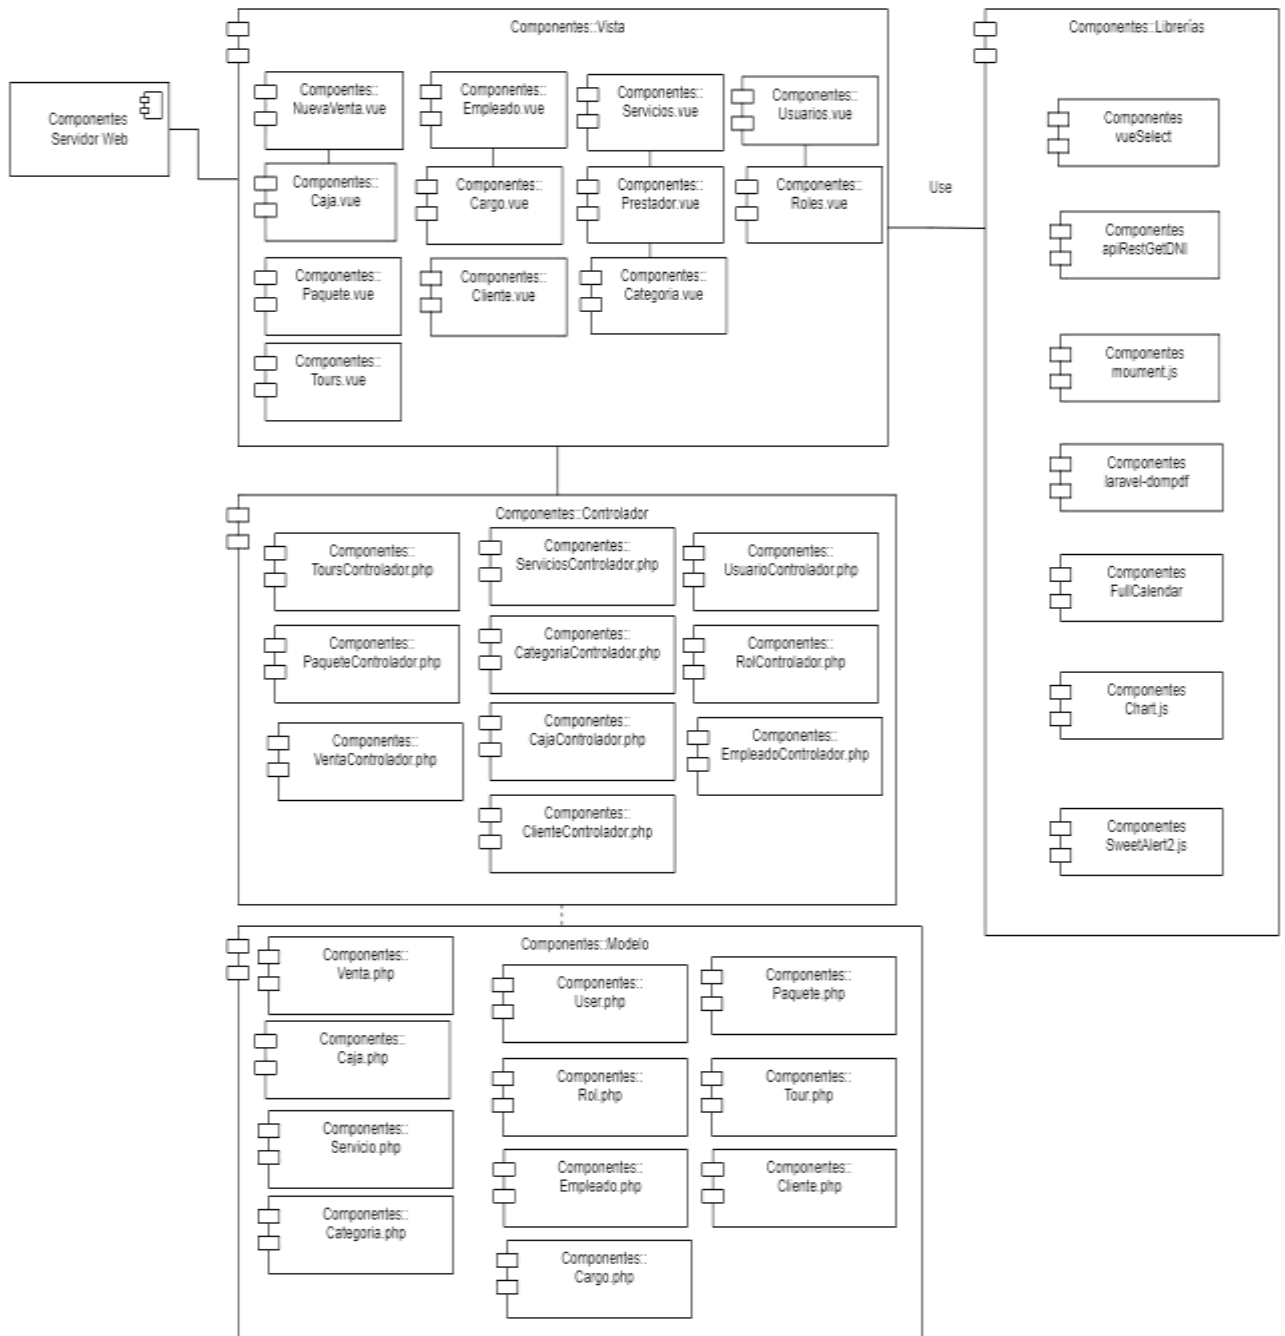 Componentes::Vista
Componentes::Librerías
Componentes
Servidor Web
Compoentes::
NuevaVenta.vue
Componentes::
Empleado.vue
Componentes::
Servicios.vue
Componentes::
Usuarios.vue
Componentes::
Caja.vue
Componentes::
Cargo.vue
Componentes::
Prestador.vue
Componentes::
Roles.vue
Componentes::
Paquete.vue
Componentes::
Cliente.vue
Componentes::
Categoria.vue
Componentes::
Tours.vue
Use
Componentes
vueSelect
Componentes
apiRestGetDNI
Componentes
moument.js
Componentes
laravel-dompdf
Componentes
FullCalendar
Componentes
Chart.js
Componentes
SweetAlert2.js
Componentes::Controlador
Componentes::
ToursControlador.php
Componentes::
ServiciosControlador.php
Componentes::
UsuarioControlador.php
Componentes::
PaqueteControlador.php
Componentes::
CategoriaControlador.php
Componentes::
RolControlador.php
Componentes::
VentaControlador.php
Componentes::
CajaControlador.php
Componentes::
EmpleadoControlador.php
Componentes::
ClienteControlador.php
Componentes::Modelo
Componentes::
Venta.php
Componentes::
User.php
Componentes::
Paquete.php
Componentes::
Caja.php
Componentes::
Rol.php
Componentes::
Tour.php
Componentes::
Servicio.php
Componentes::
Empleado.php
Componentes::
Cliente.php
Componentes::
Categoria.php
Componentes::
Cargo.php